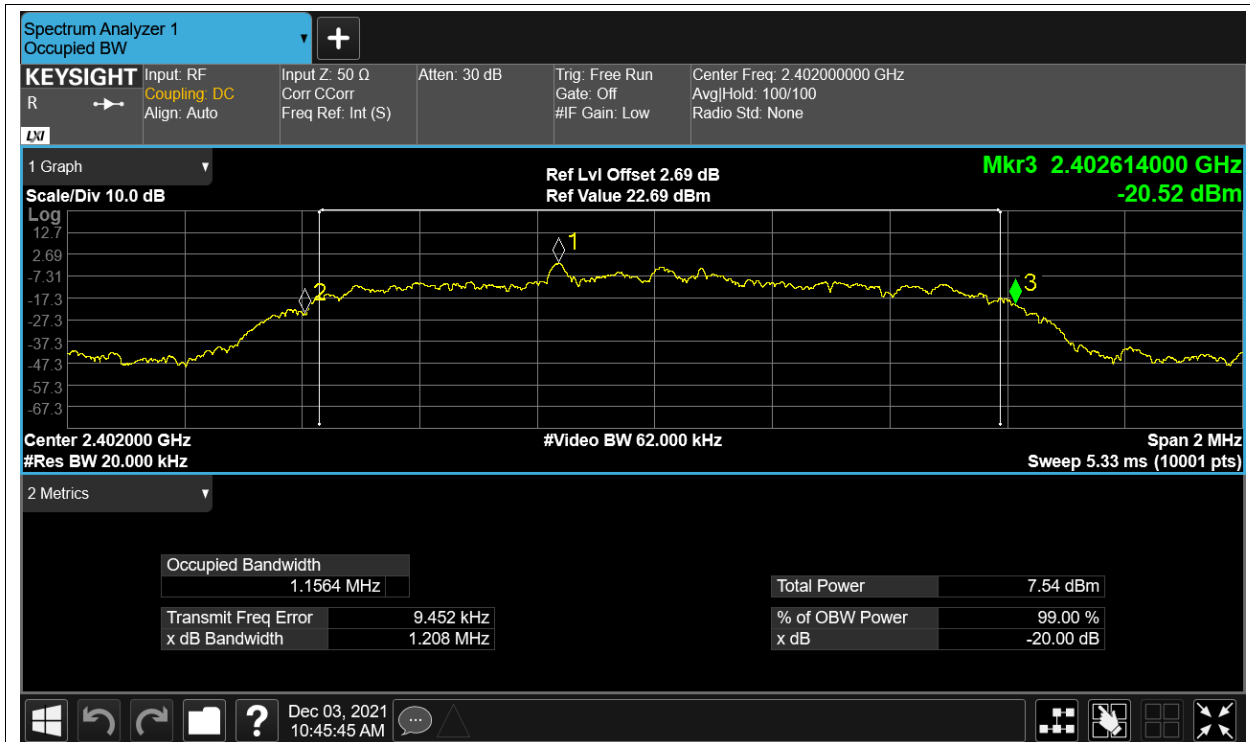 Spectrum Analyzer 1
Occupied BW
KEYSIGHT
R
LXI
Input: RF
Coupling: DC
Align: Auto
Input Z: 50 Ω
Corr CCorr
Freq Ref: Int (S)
Atten: 30 dB
Trig: Free Run
Gate: Off
#IF Gain: Low
Center Freq: 2.402000000 GHz
Avg|Hold: 100/100
Radio Std: None
1 Graph
Scale/Div 10.0 dB
Ref Lvl Offset 2.69 dB
Ref Value 22.69 dBm
Mkr3 2.402614000 GHz
-20.52 dBm
Log
12.7
2.69
-7.31
-17.3
-27.3
-37.3
-47.3
-57.3
-67.3
1
2
3
Center 2.402000 GHz
#Video BW 62.000 kHz
Span 2 MHz
#Res BW 20.000 kHz
Sweep 5.33 ms (10001 pts)
2 Metrics
Occupied Bandwidth
1.1564 MHz
Total Power 7.54 dBm
Transmit Freq Error 9.452 kHz
% of OBW Power 99.00 %
x dB Bandwidth 1.208 MHz
x dB -20.00 dB
?
Dec 03, 2021
10:45:45 AM